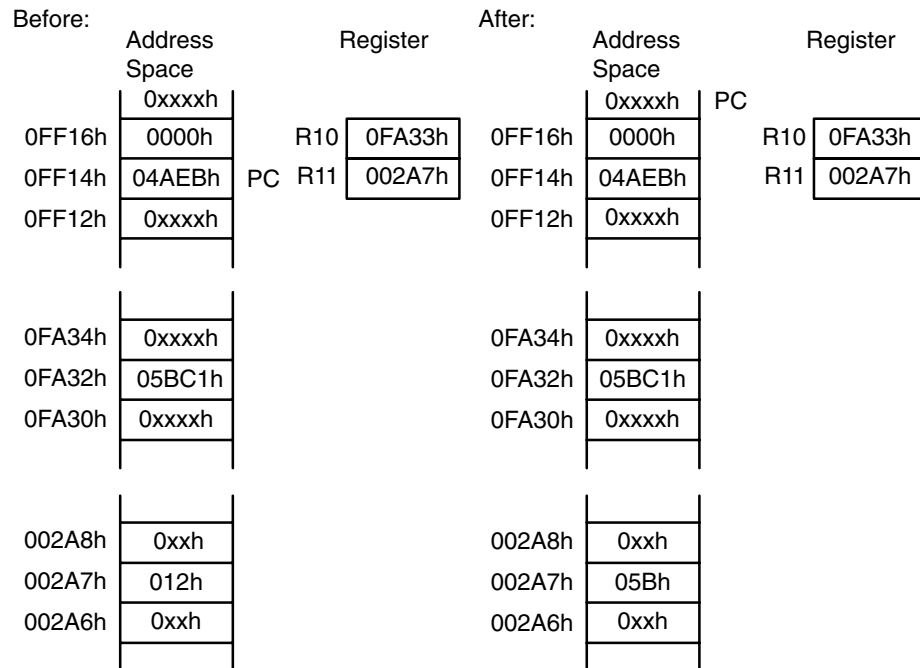 Before:
Address Space
Register
0xxxxh
0FF16h 0000h R10 0FA33h
0FF14h 04AEBh PC R11 002A7h
0FF12h 0xxxxh
0FA34h 0xxxxh
0FA32h 05BC1h
0FA30h 0xxxxh
002A8h 0xxh
002A7h 012h
002A6h 0xxh
After:
Address Space
Register
0xxxxh PC
0FF16h 0000h R10 0FA33h
0FF14h 04AEBh R11 002A7h
0FF12h 0xxxxh
0FA34h 0xxxxh
0FA32h 05BC1h
0FA30h 0xxxxh
002A8h 0xxh
002A7h 05Bh
002A6h 0xxh